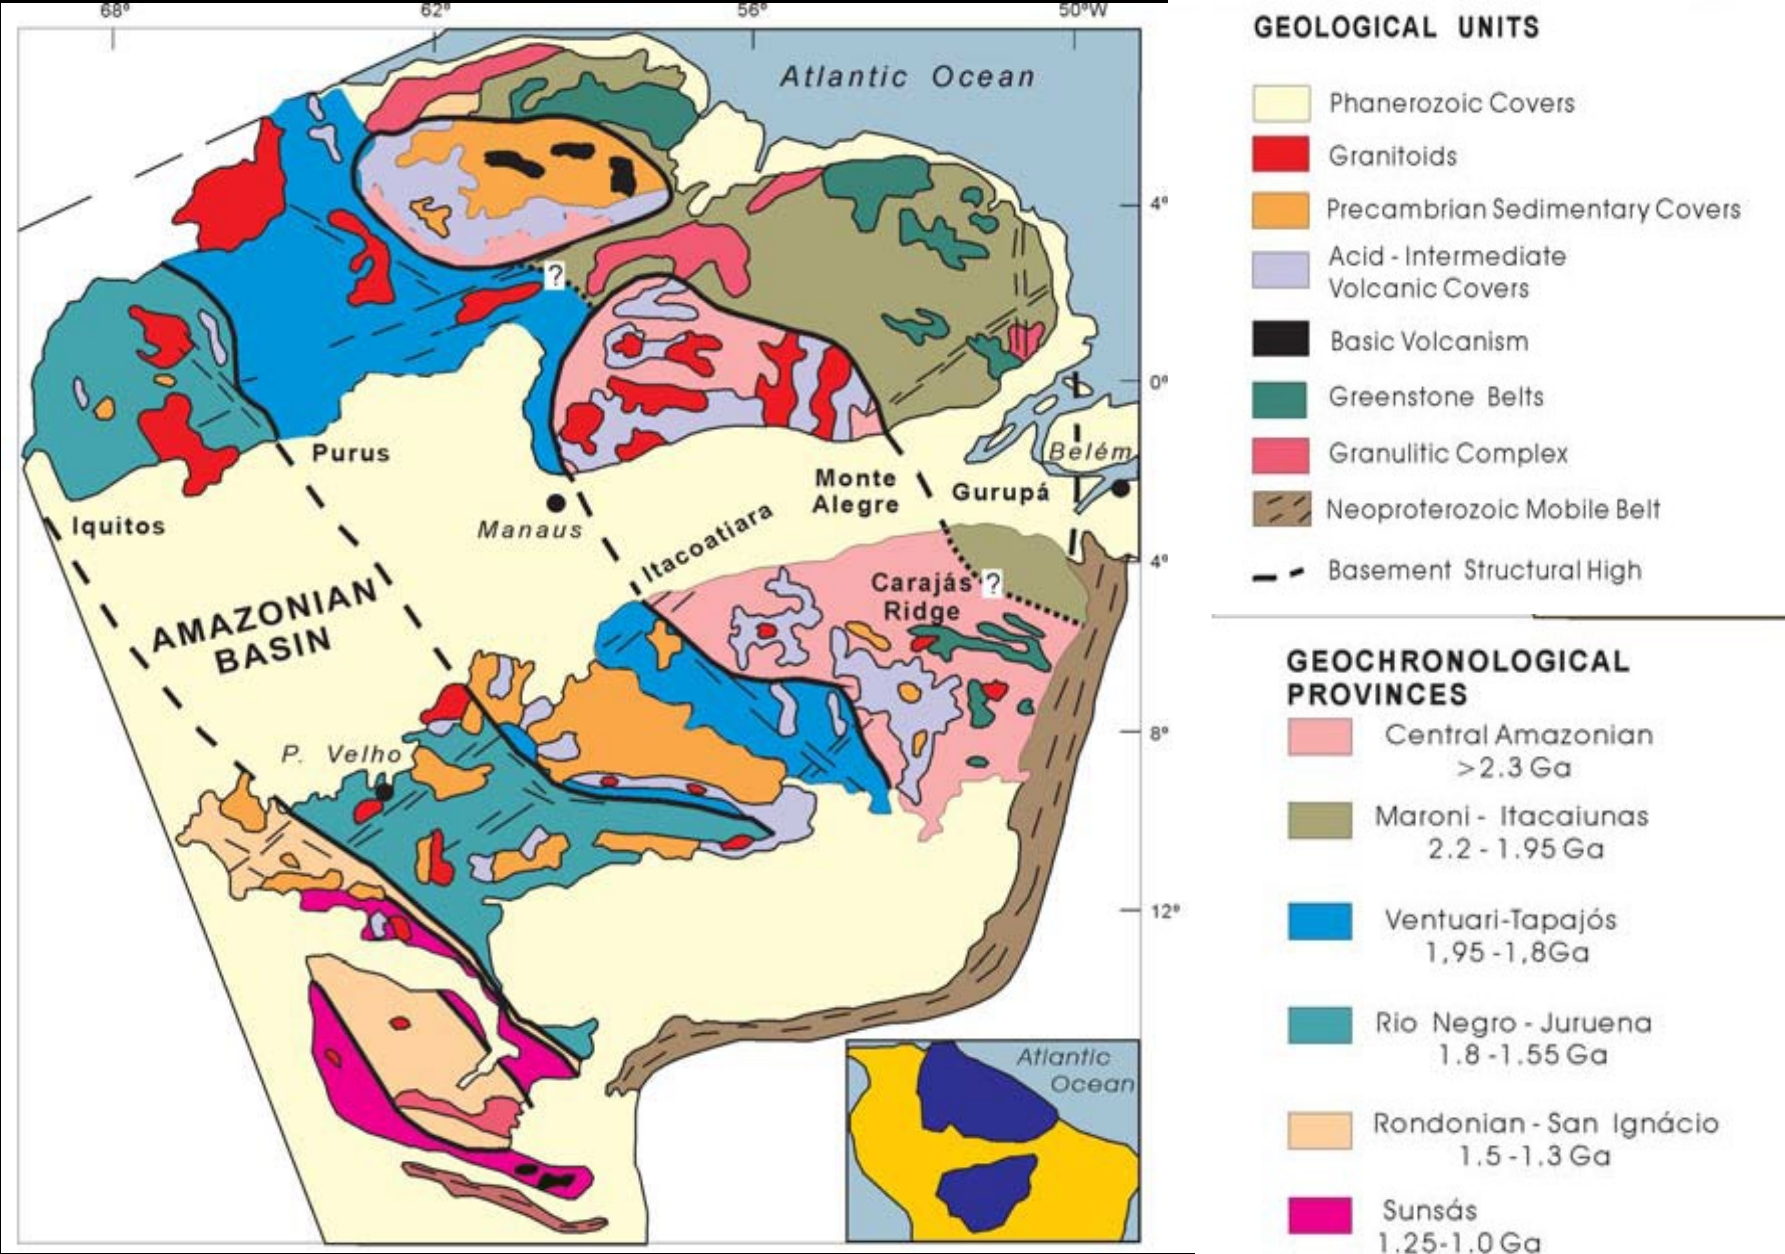 68°
62°
56°
50°W
Atlantic Ocean
4°
?
0°
Purus
Belém
Monte
Alegre
Gurupá
Iquitos
Manaus
Itacoatiara
4°
Carajás
Ridge
?
AMAZONIAN
BASIN
P. Velho
8°
12°
Atlantic
Ocean
GEOLOGICAL UNITS
Phanerozoic Covers
Granitoids
Precambrian Sedimentary Covers
Acid - Intermediate
Volcanic Covers
Basic Volcanism
Greenstone Belts
Granulitic Complex
Neoproterozoic Mobile Belt
Basement Structural High
GEOCHRONOLOGICAL
PROVINCES
Central Amazonian
>2.3 Ga
Maroni - Itacaiunas
2.2 - 1.95 Ga
Ventuari-Tapajós
1,95 -1,8Ga
Rio Negro - Juruena
1.8 -1.55 Ga
Rondonian - San Ignácio
1.5 -1.3 Ga
Sunsás
1.25-1.0 Ga